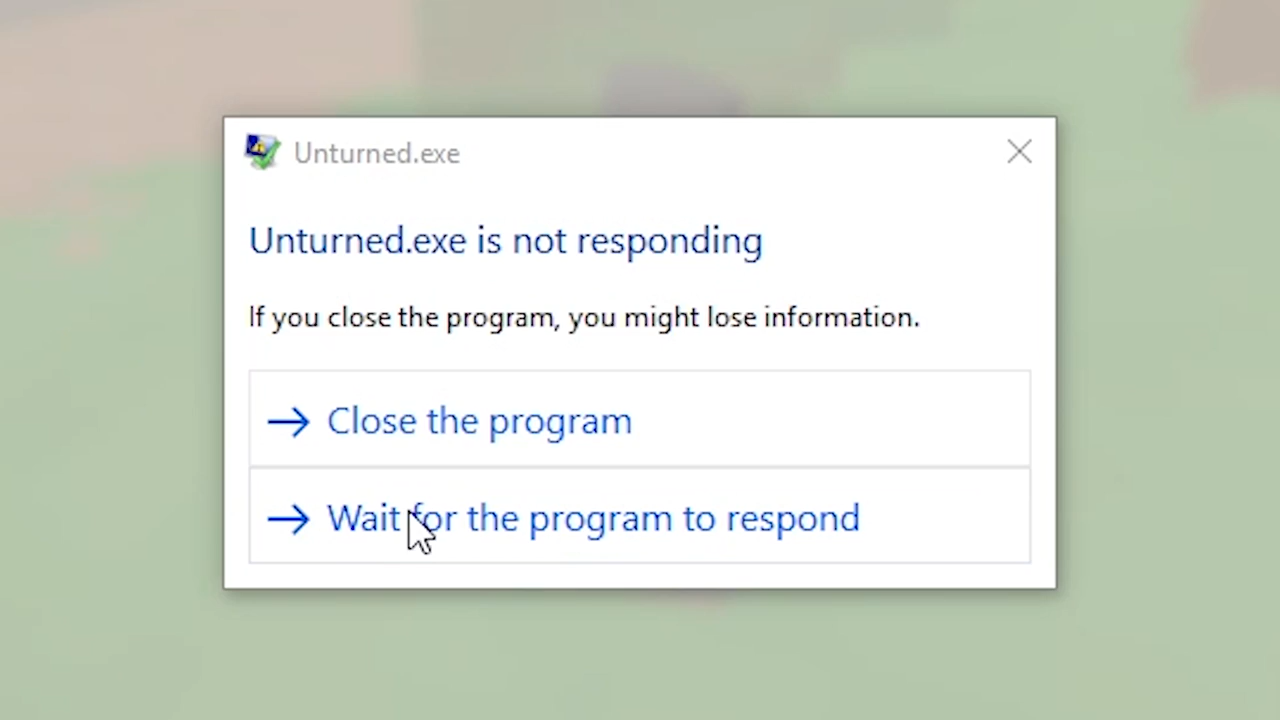 Unturned.exe
Unturned.exe is not responding
If you close the program, you might lose information.
Close the program
Wait for the program to respond